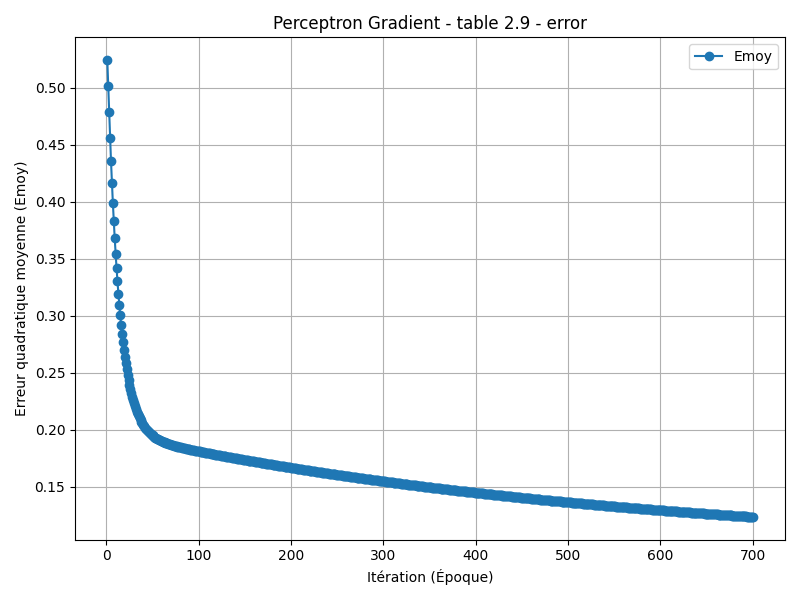 Perceptron Gradient - table 2.9 - error
Emoy
Erreur quadratique moyenne (Emoy)
0.50
0.45
0.40
0.35
0.30
0.25
0.20
0.15
0 100 200 300 400 500 600 700
Itération (Époque)